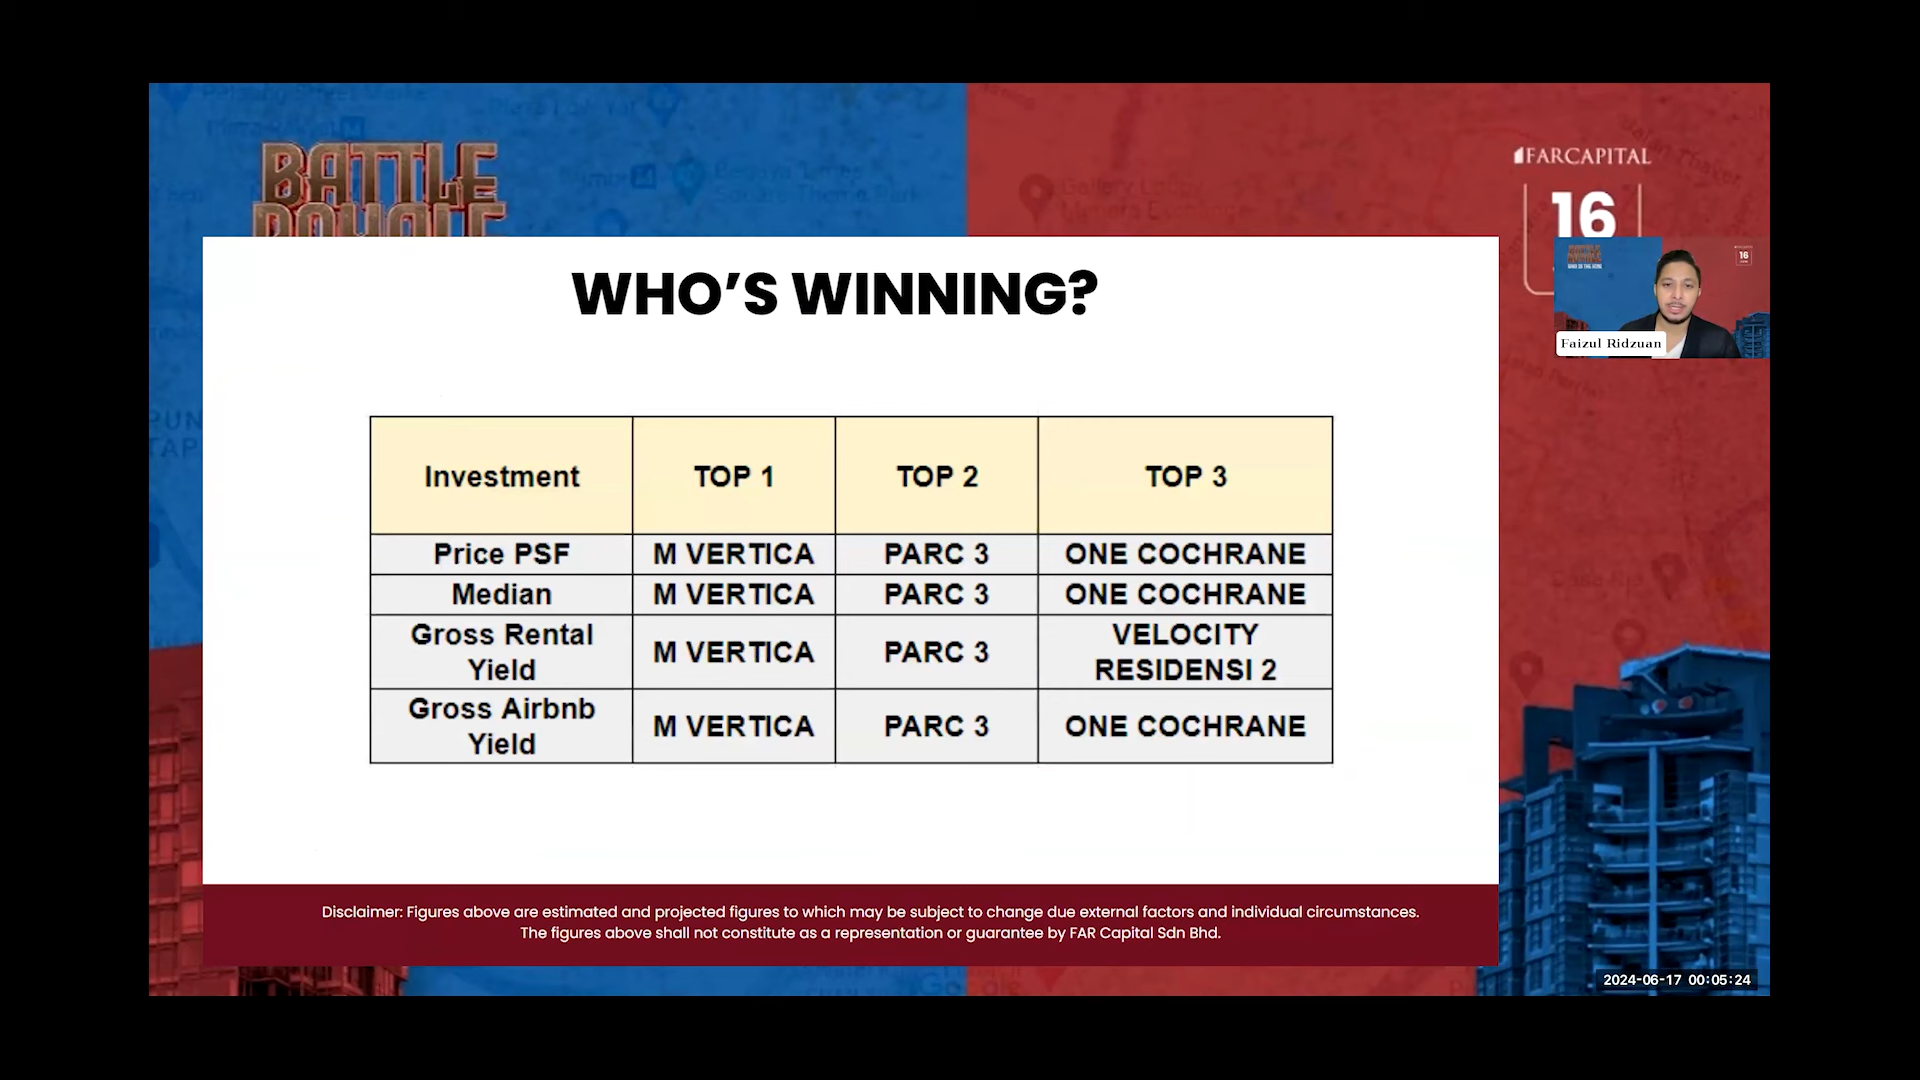 BATTLE
ROYALE
FARCAPITAL
16
WHO'S WINNING?
16
Faizul Ridzuan
Investment TOP 1 TOP 2 TOP 3
Price PSF M VERTICA PARC 3 ONE COCHRANE
Median M VERTICA PARC 3 ONE COCHRANE
Gross Rental
Yield M VERTICA PARC 3 VELOCITY
RESIDENSI 2
Gross Airbnb
Yield M VERTICA PARC 3 ONE COCHRANE
Disclaimer: Figures above are estimated and projected figures to which may be subject to change due external factors and individual circumstances.
The figures above shall not constitute as a representation or guarantee by FAR Capital Sdn Bhd.
2024-06-17 00:05:24